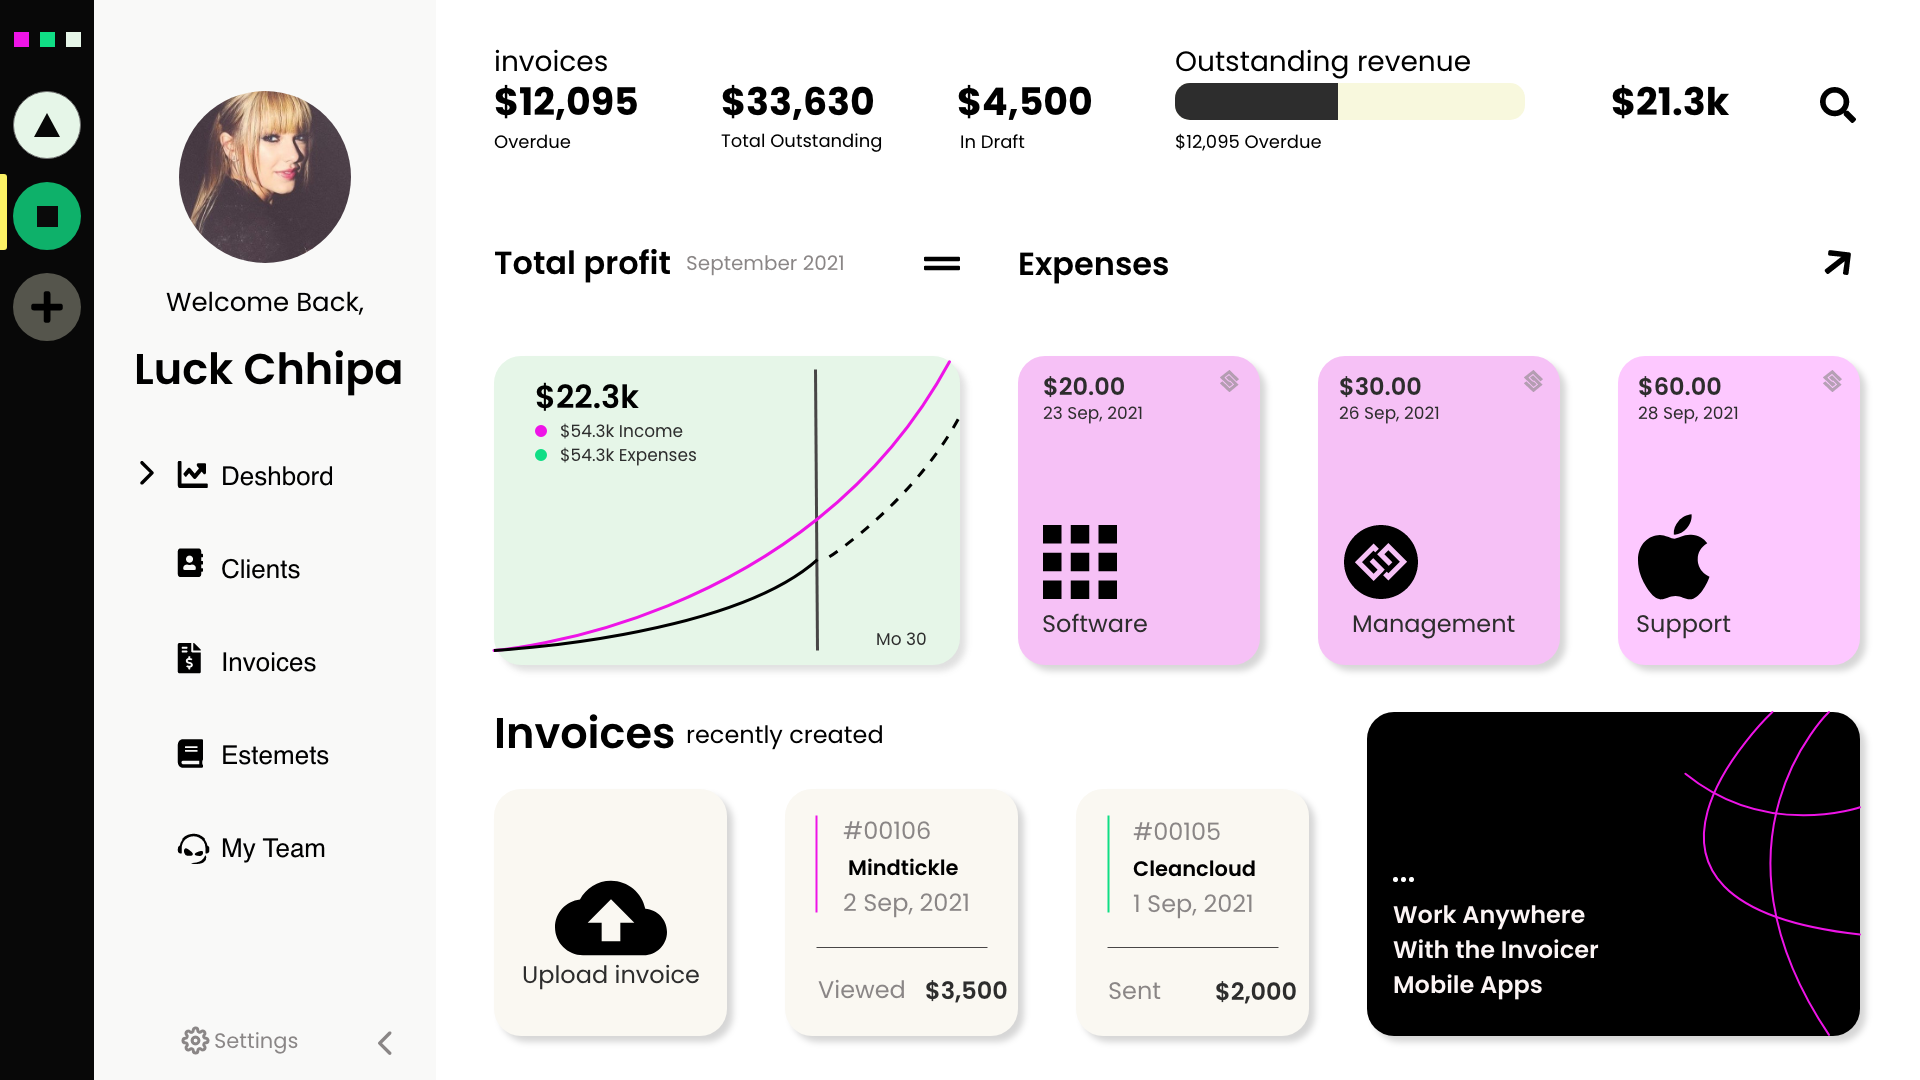 Welcome Back,
Luck Chhipa
Deshbord
Clients
Invoices
Estemets
My Team
Settings
invoices
$12,095
Overdue
$33,630
Total Outstanding
$4,500
In Draft
Outstanding revenue
$12,095 Overdue
$21.3k
Total profit September 2021
$22.3k
$54.3k Income
$54.3k Expenses
Mo 30
Expenses
$20.00
23 Sep, 2021
Software
$30.00
26 Sep, 2021
Management
$60.00
28 Sep, 2021
Support
Invoices recently created
Upload invoice
#00106
Mindtickle
2 Sep, 2021
Viewed $3,500
#00105
Cleancloud
1 Sep, 2021
Sent $2,000
...
Work Anywhere
With the Invoicer
Mobile Apps